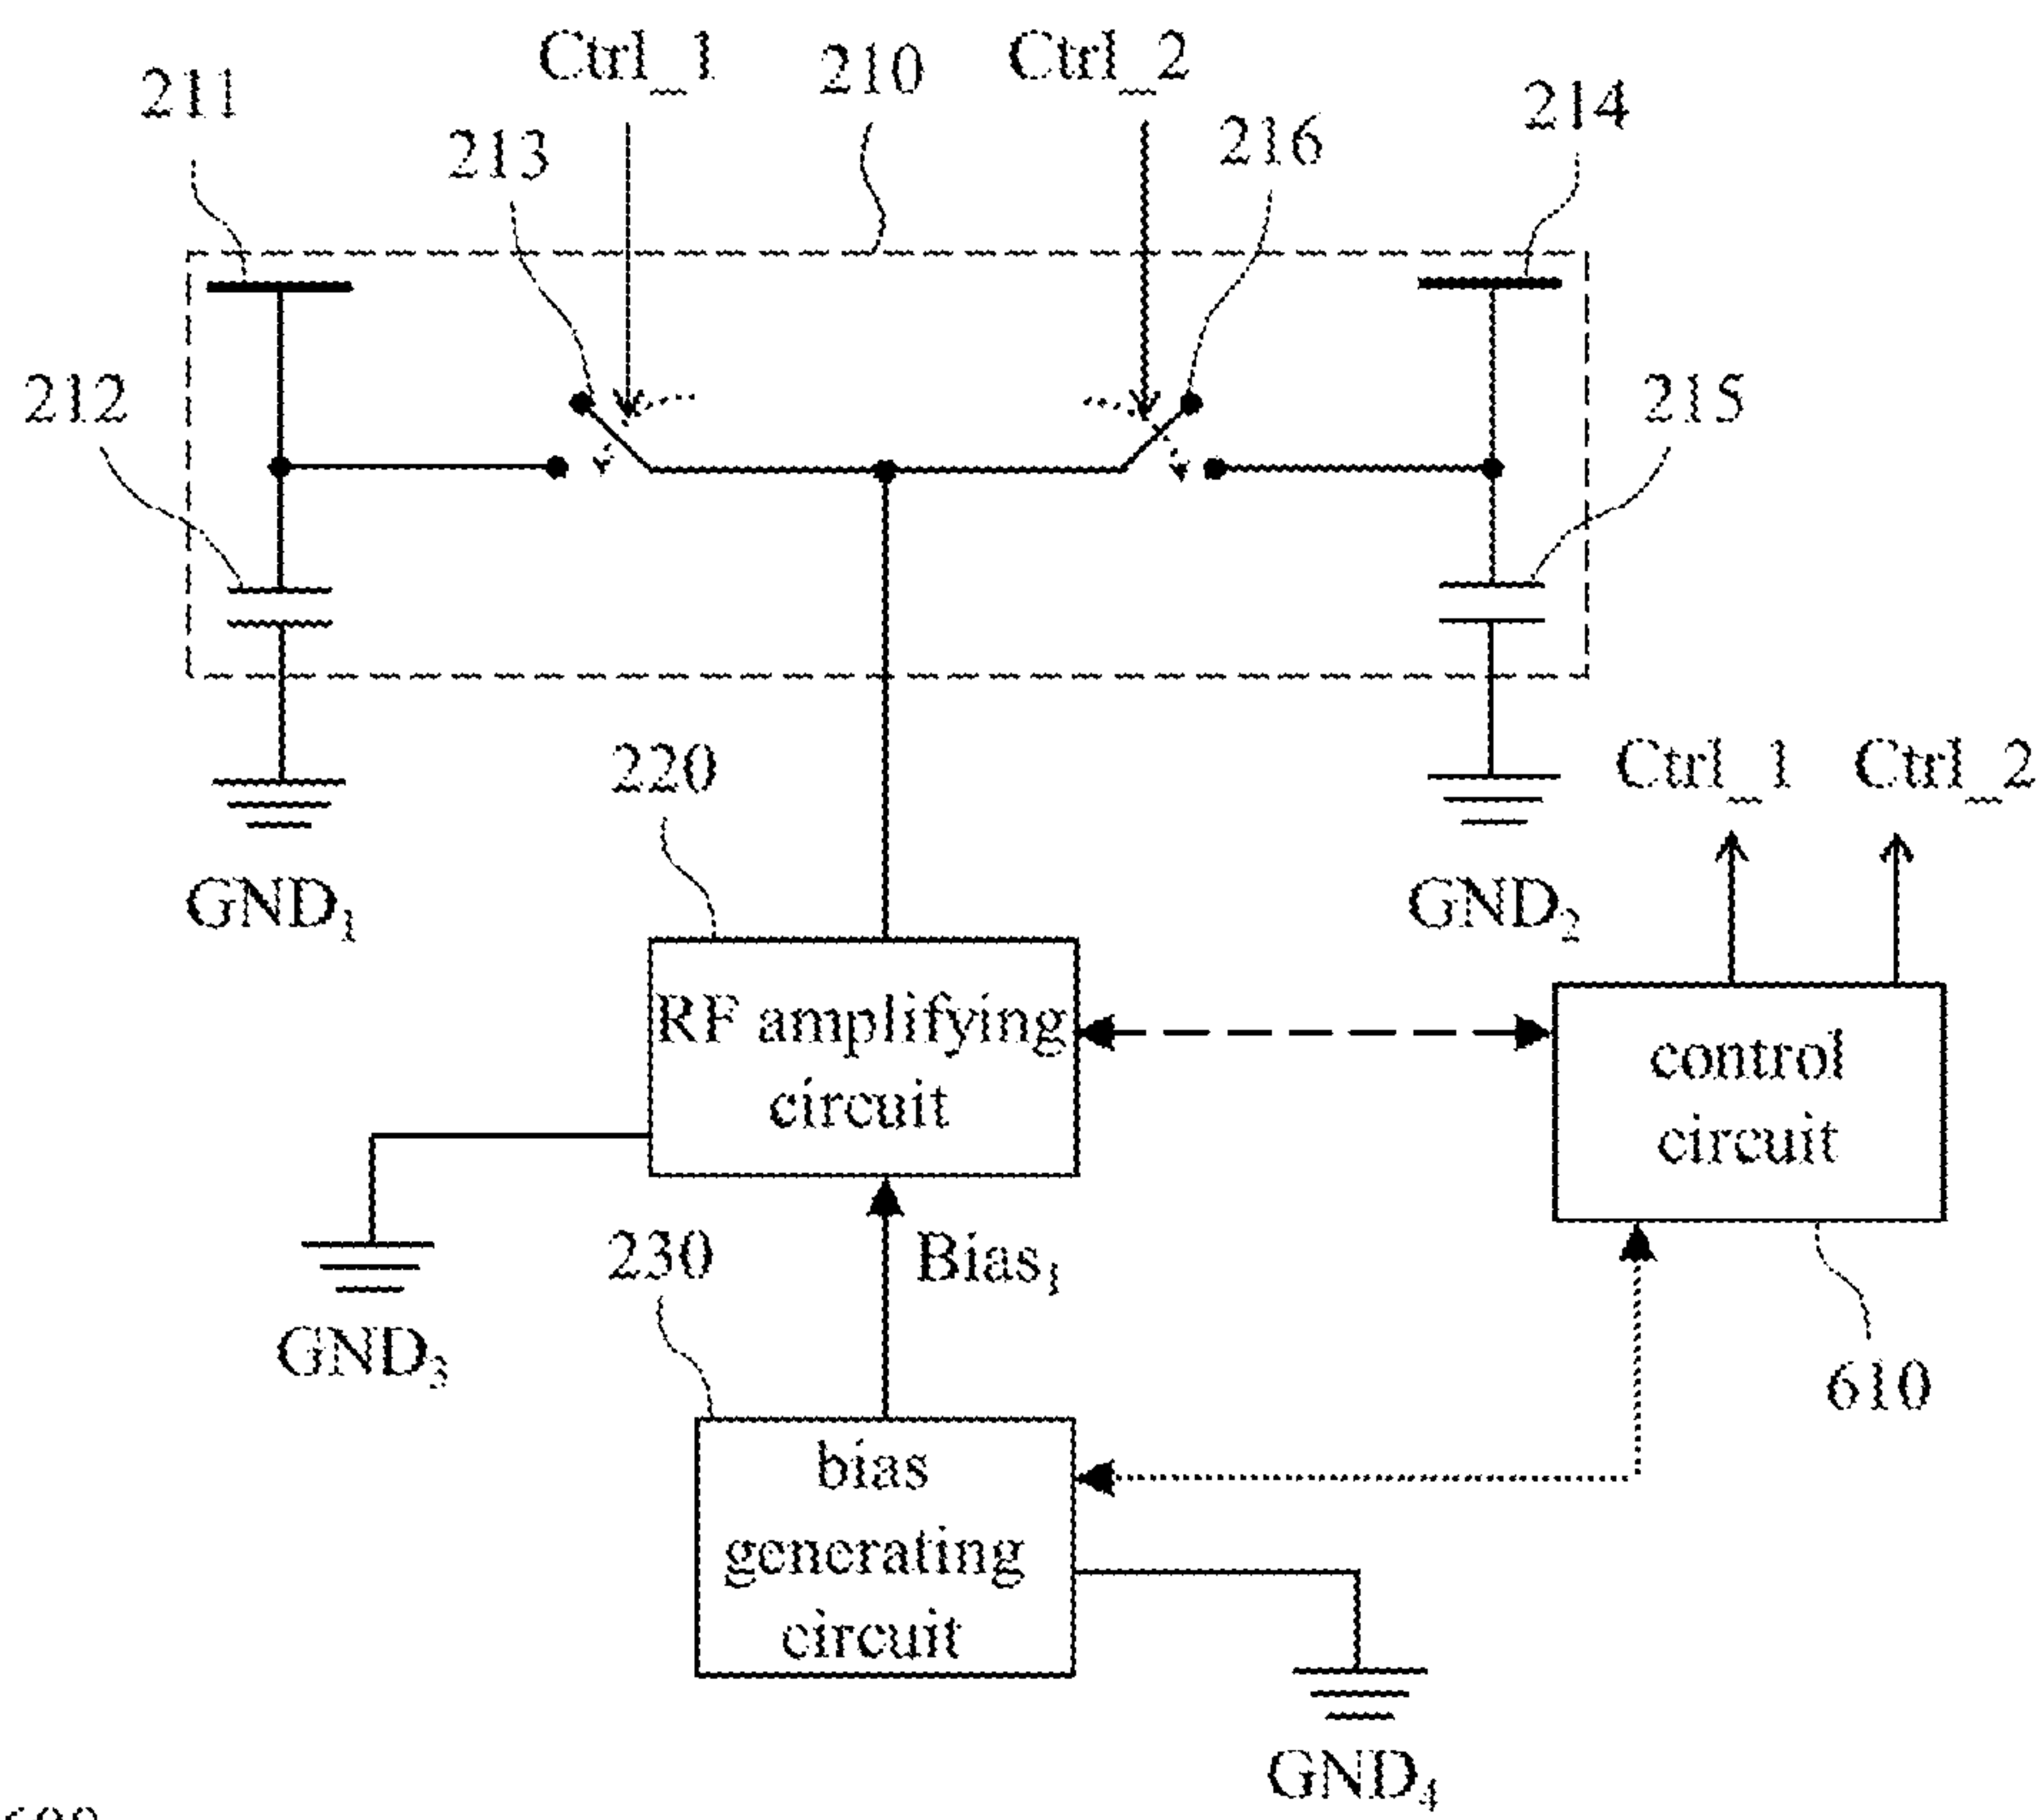 Ctrl_1
210
Ctrl_2
211
214
213
216
212
215
220
Ctrl_1
Ctrl_2
GND1
GND2
RF amplifying
circuit
control
circuit
230
Bias1
GND3
610
bias
generating
circuit
GND4